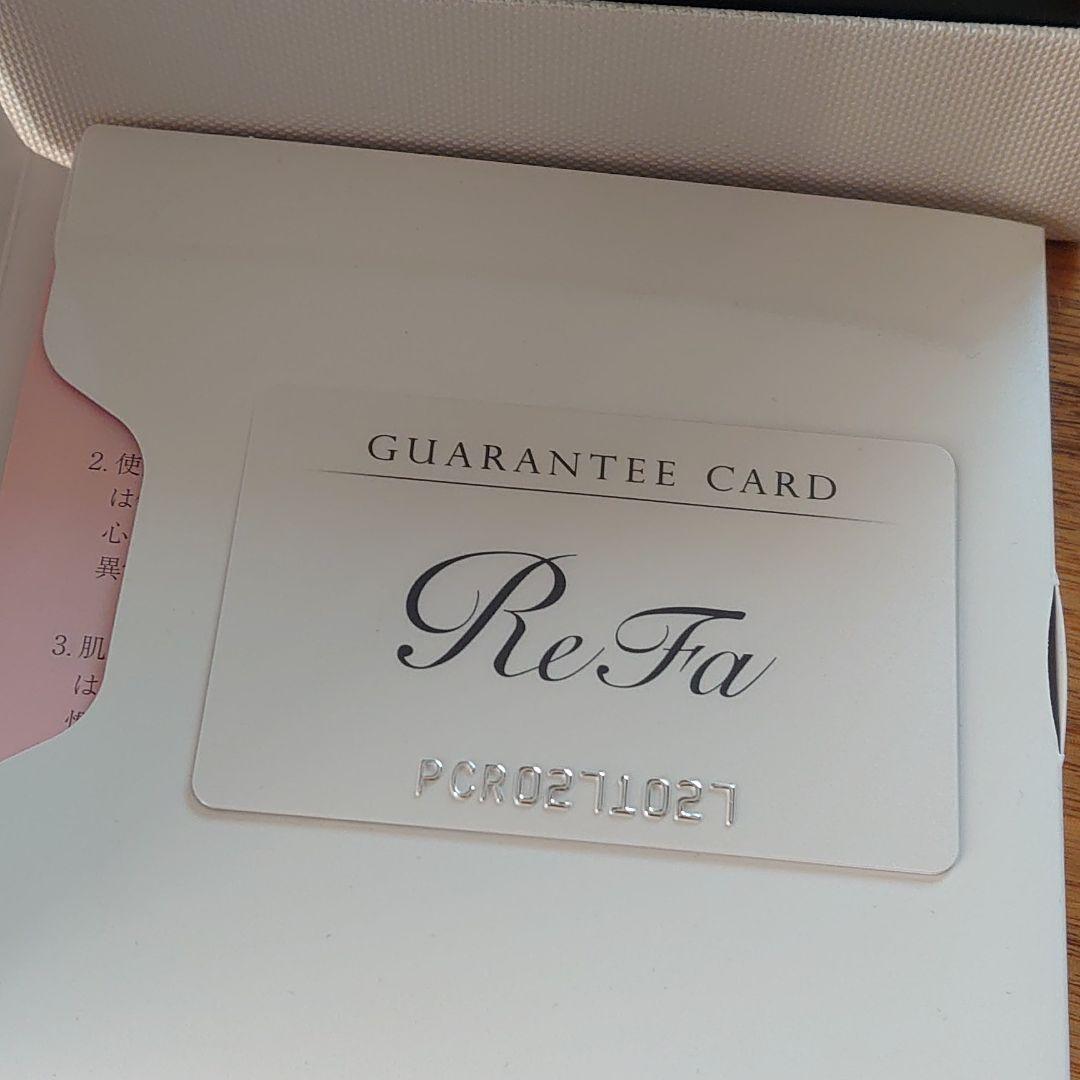 GUARANTEE CARD
ReFa
PCR0271027
2. 使
は
心
異
3. 肌
は